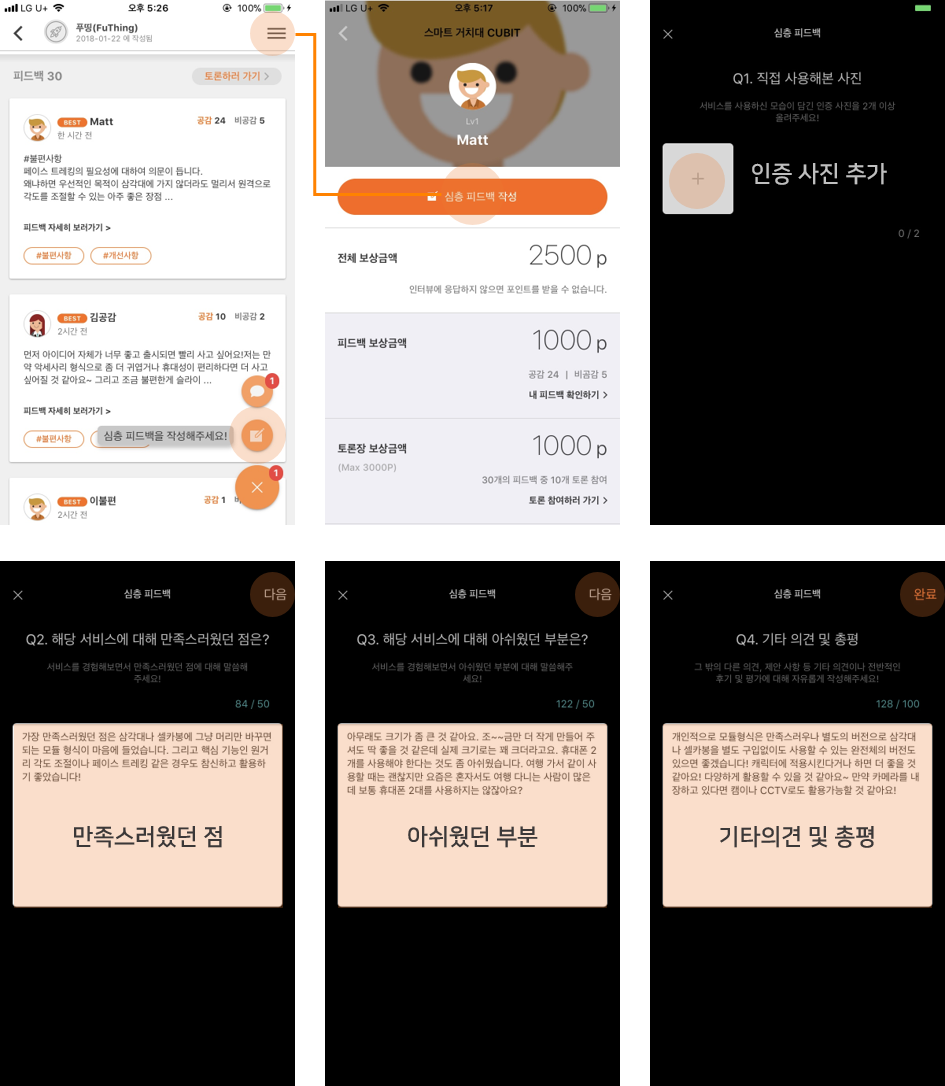 LG U+ 오후 5:26 100%
푸띵(FuThing)
2018-01-22 에 작성됨
피드백 30 토론하러 가기 >
BEST Matt 공감 24 비공감 5
한 시간 전
#불편사항
페이스 트레킹의 필요성에 대하여 의문이 듭니다.
왜냐하면 우선적인 목적이 삼각대에 가지 않더라도 멀리서 원격으로
각도를 조절할 수 있는 아주 좋은 장점 ...
피드백 자세히 보러가기 >
#불편사항 #개선사항
BEST 김공감 공감 10 비공감 2
2시간 전
먼저 아이디어 자체가 너무 좋고 출시되면 빨리 사고 싶어요!저는 만
약 악세사리 형식으로 좀 더 귀엽거나 휴대성이 편리하다면 더 사고
싶어질 것 같아요~ 그리고 조금 불편한게 슬라이 ...
1
피드백 자세히 보러가기 >
#불편사항 심층 피드백을 작성해주세요!
1
BEST 이불편 공감 1
2시간 전
LG U+ 오후 5:17 100%
스마트 거치대 CUBIT
Lv1
Matt
심층 피드백 작성
전체 보상금액 2500 p
인터뷰에 응답하지 않으면 포인트를 받을 수 없습니다.
피드백 보상금액 1000 p
공감 24 | 비공감 5
내 피드백 확인하기 >
토론장 보상금액 1000 p
(Max 3000P)
30개의 피드백 중 10개 토론 참여
토론 참여하러 가기 >
심층 피드백
Q1. 직접 사용해본 사진
서비스를 사용하신 모습이 담긴 인증 사진을 2개 이상
올려주세요!
인증 사진 추가
0 / 2
심층 피드백 다음
Q2. 해당 서비스에 대해 만족스러웠던 점은?
서비스를 경험해보면서 만족스러웠던 점에 대해 말씀해
주세요!
84 / 50
가장 만족스러웠던 점은 삼각대나 셀카봉에 그냥 머리만 바꾸면
되는 모듈 형식이 마음에 들었습니다. 그리고 핵심 기능인 원거
리 각도 조절이나 페이스 트레킹 같은 경우도 참신하고 활용하
기 좋았습니다!
만족스러웠던 점
심층 피드백 다음
Q3. 해당 서비스에 대해 아쉬웠던 부분은?
서비스를 경험해보면서 아쉬웠던 부분에 대해 말씀해주
세요!
122 / 50
아무래도 크기가 좀 큰 것 같아요. 조~~금만 더 작게 만들어 주
셔도 딱 좋을 것 같은데 실제 크기로는 꽤 크더라고요. 휴대폰 2
개를 사용해야 한다는 것도 좀 아쉬웠습니다. 여행 가서 같이 사
용할 때는 괜찮지만 요즘은 혼자서도 여행 다니는 사람이 많은
데 보통 휴대폰 2대를 사용하지는 않잖아요?
아쉬웠던 부분
심층 피드백 완료
Q4. 기타 의견 및 총평
그 밖의 다른 의견, 제안 사항 등 기타 의견이나 전반적인
후기 및 평가에 대해 자유롭게 작성해주세요!
128 / 100
개인적으로 모듈형식은 만족스러우나 별도의 버전으로 삼각대
나 셀카봉을 별도 구입없이도 사용할 수 있는 완전체의 버전도
있으면 좋겠습니다! 캐릭터에 적용시킨다거나 하면 더 좋을 것
같아요! 다양하게 활용할 수 있을 것 같아요~ 만약 카메라를 내
장하고 있다면 캠이나 CCTV로도 활용가능할 것 같아요!
기타의견 및 총평